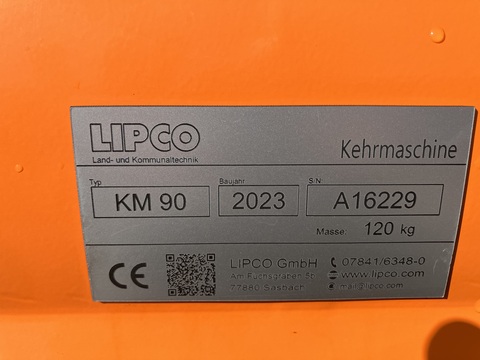 LIPCO
Land- und Kommunaltechnik
Kehrmaschine
Typ Baujahr S.N.
KM 90 2023 A16229
Masse: 120 kg
CE
LIPCO GmbH 07841/6348-0
Am Fuchsgraben 5b www.lipco.com
77880 Sasbach mail@lipco.com